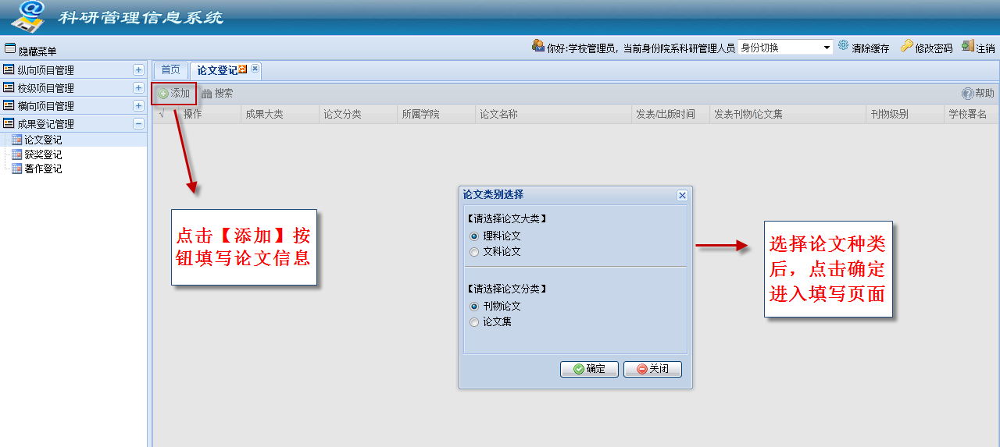 科研管理信息系统
隐藏菜单
你好:学校管理员，当前身份院系科研管理人员 身份切换 清除缓存 修改密码 注销
纵向项目管理
校级项目管理
横向项目管理
成果登记管理
论文登记
获奖登记
著作登记
首页 论文登记
添加 搜索 帮助
√ 操作 成果大类 论文分类 所属学院 论文名称 发表/出版时间 发表刊物/论文集 刊物级别 学校署名
点击【添加】按
钮填写论文信息
论文类别选择
【请选择论文大类】
理科论文
文科论文
【请选择论文分类】
刊物论文
论文集
确定 关闭
选择论文种类
后，点击确定
进入填写页面